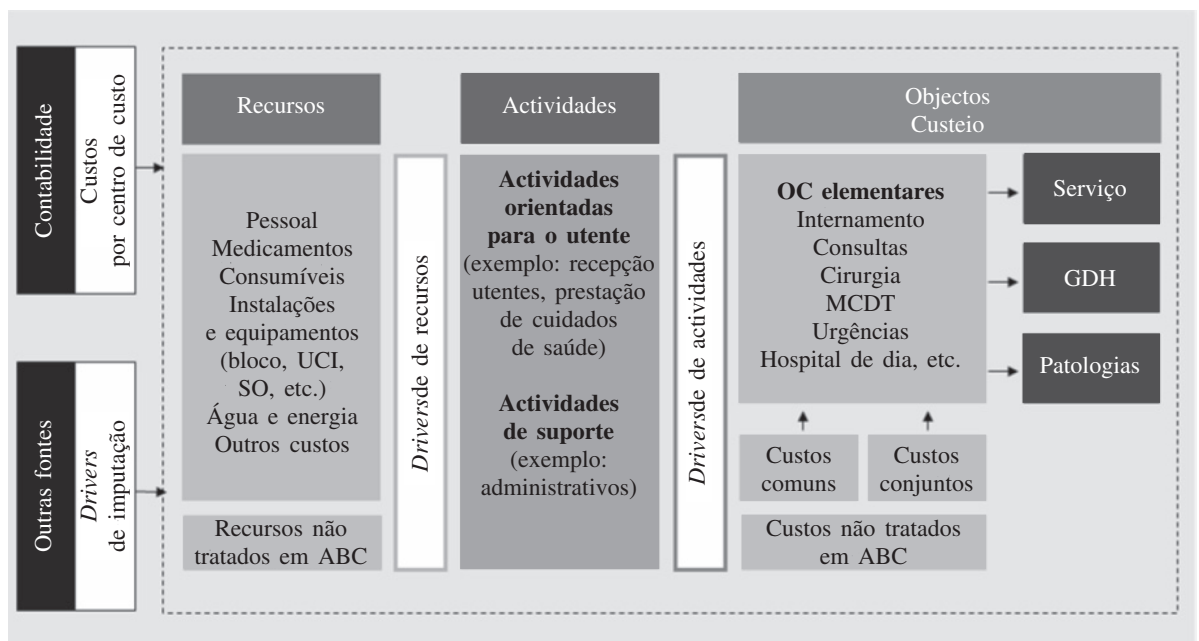 Contabilidade
Custos
por centro de custo
Outras fontes
Drivers
de imputação
Recursos
Pessoal
Medicamentos
Consumíveis
Instalações
e equipamentos
(bloco, UCI,
SO, etc.)
Água e energia
Outros custos
Recursos não
tratados em ABC
Driversde de recursos
Actividades
Actividades
orientadas
para o utente
(exemplo: recepção
utentes, prestação
de cuidados
de saúde)
Actividades
de suporte
(exemplo:
administrativos)
Driversde de actividades
Objectos
Custeio
OC elementares
Internamento
Consultas
Cirurgia
MCDT
Urgências
Hospital de dia, etc.
Custos
comuns
Custos
conjuntos
Custos não tratados
em ABC
Serviço
GDH
Patologias